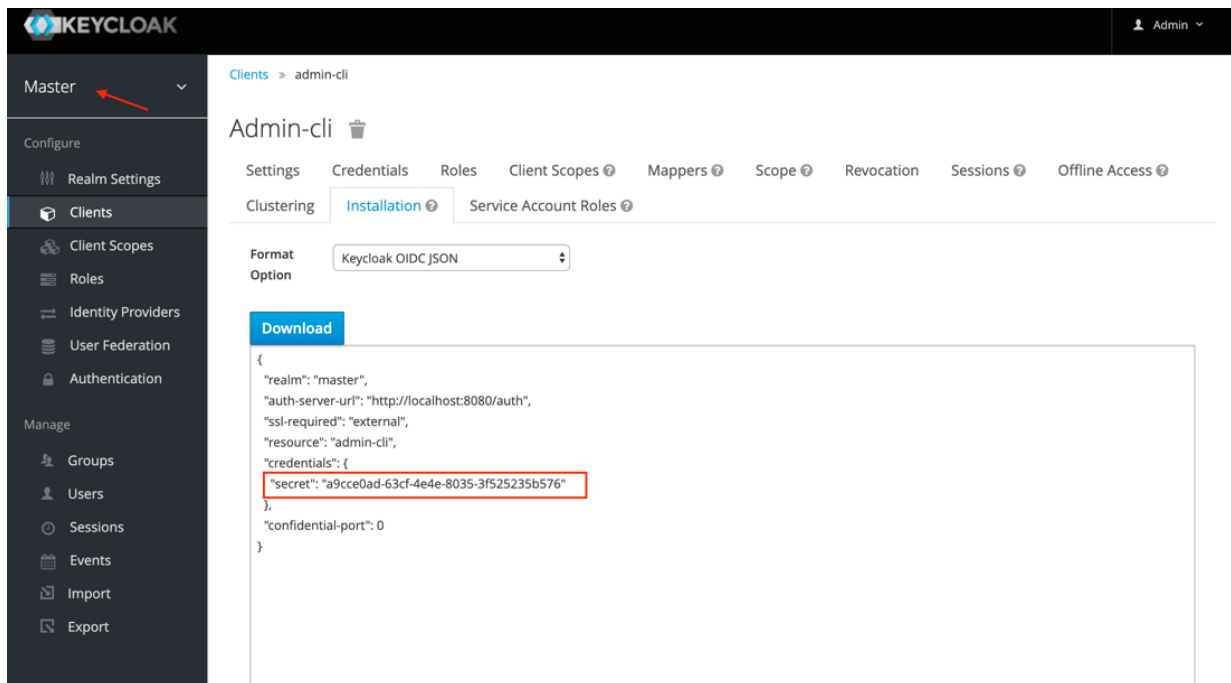 KEYCLOAK
Admin
Master
Configure
Realm Settings
Clients
Client Scopes
Roles
Identity Providers
User Federation
Authentication
Manage
Groups
Users
Sessions
Events
Import
Export
Clients » admin-cli
Admin-cli
Settings Credentials Roles Client Scopes Mappers Scope Revocation Sessions Offline Access
Clustering Installation Service Account Roles
Format
Option
Keycloak OIDC JSON
Download
{
"realm": "master",
"auth-server-url": "http://localhost:8080/auth",
"ssl-required": "external",
"resource": "admin-cli",
"credentials": {
"secret": "a9cce0ad-63cf-4e4e-8035-3f525235b576"
},
"confidential-port": 0
}